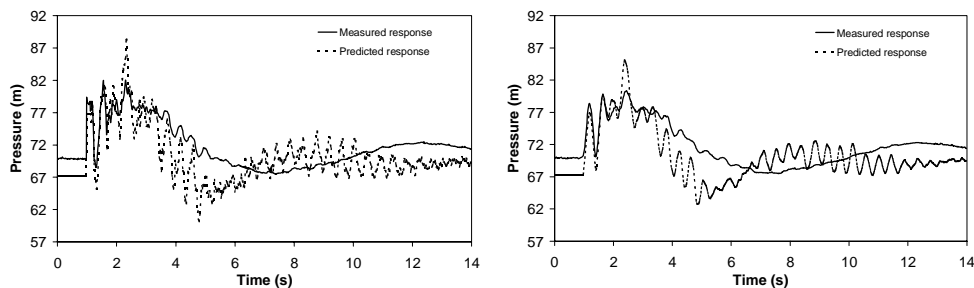 92
87
82
77
72
67
62
57
Pressure (m)
Measured response
Predicted response
0 2 4 6 8 10 12 14
Time (s)
92
87
82
77
72
67
62
57
Pressure (m)
Measured response
Predicted response
0 2 4 6 8 10 12 14
Time (s)